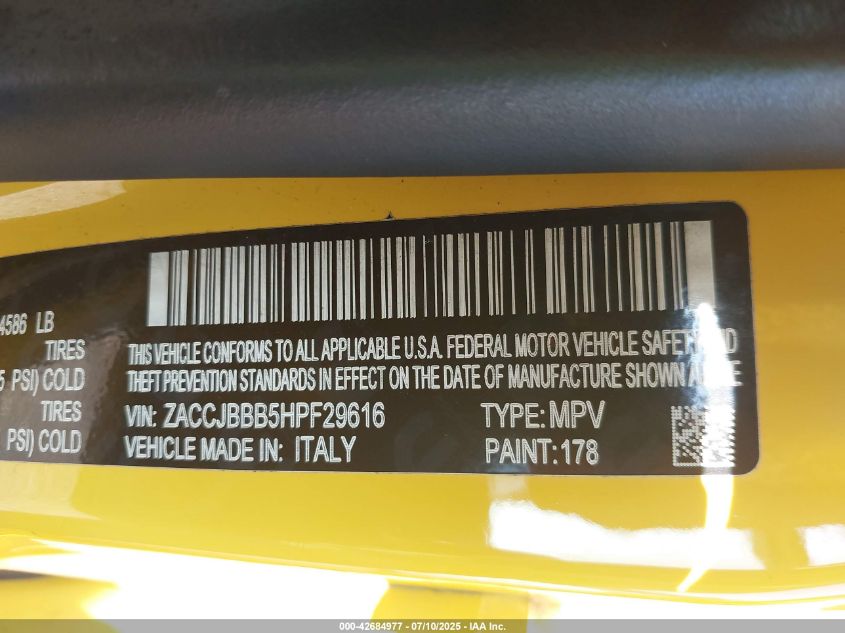 4586 LB
TIRES
5 PSI) COLD
TIRES
PSI) COLD
THIS VEHICLE CONFORMS TO ALL APPLICABLE U.S.A. FEDERAL MOTOR VEHICLE SAFETY AND
THEFT PREVENTION STANDARDS IN EFFECT ON THE DATE OF MANUFACTURE SHOWN ABOVE
VIN: ZACCJBBB5HPF29616 TYPE: MPV
VEHICLE MADE IN: ITALY PAINT: 178
000-42684977 - 07/10/2025 - IAA Inc.